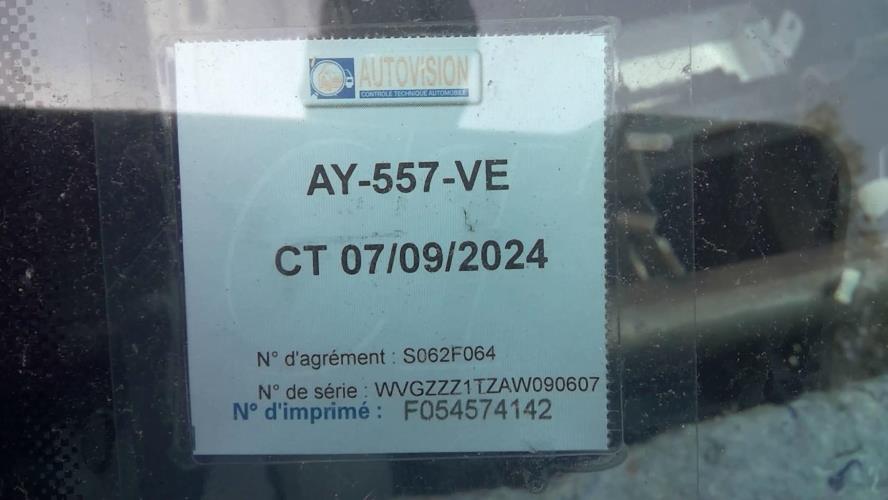 AUTOVISION
CONTROLE TECHNIQUE AUTOMOBILE
AY-557-VE
CT 07/09/2024
N° d'agrément : S062F064
N° de série : WVGZZZ1TZAW090607
N° d'imprimé : F054574142